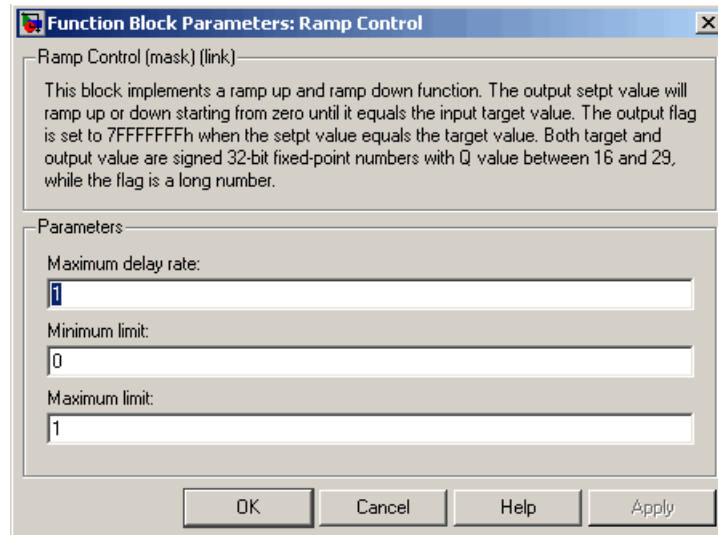 Function Block Parameters: Ramp Control
Ramp Control (mask) (link)
This block implements a ramp up and ramp down function. The output setpt value will
ramp up or down starting from zero until it equals the input target value. The output flag
is set to 7FFFFFFFh when the setpt value equals the target value. Both target and
output value are signed 32-bit fixed-point numbers with Q value between 16 and 29,
while the flag is a long number.
Parameters
Maximum delay rate:
1
Minimum limit:
0
Maximum limit:
1
OK Cancel Help Apply